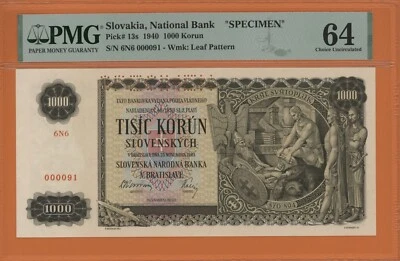 PMG
PAPER MONEY GUARANTY
Slovakia, National Bank "SPECIMEN"
Pick# 13s 1940 1000 Korun
S/N 6N6 000091 - Wmk: Leaf Pattern
64
Choice Uncirculated
1000
6N6
000091
1000
TISÍC KORÚN
SLOVENSKÝCH
SLOVENSKÁ NÁRODNÁ BANKA
V BRATISLAVE
1000